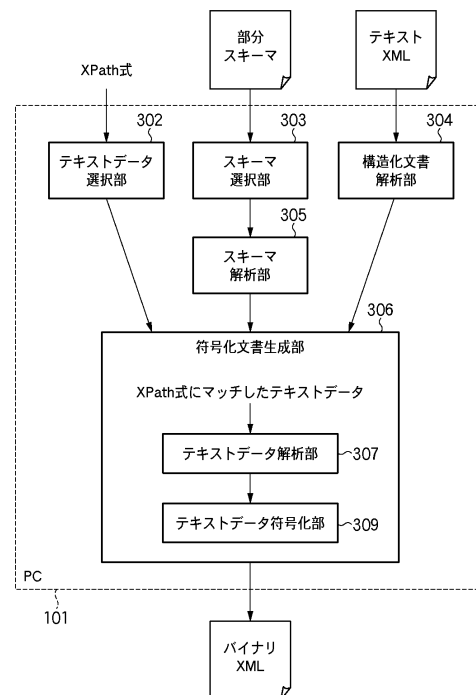 部分
スキーマ
テキスト
XML
XPath式
302
303
304
テキストデータ
選択部
スキーマ
選択部
構造化文書
解析部
305
スキーマ
解析部
306
符号化文書生成部
XPath式にマッチしたテキストデータ
テキストデータ解析部
307
テキストデータ符号化部
309
PC
101
バイナリ
XML